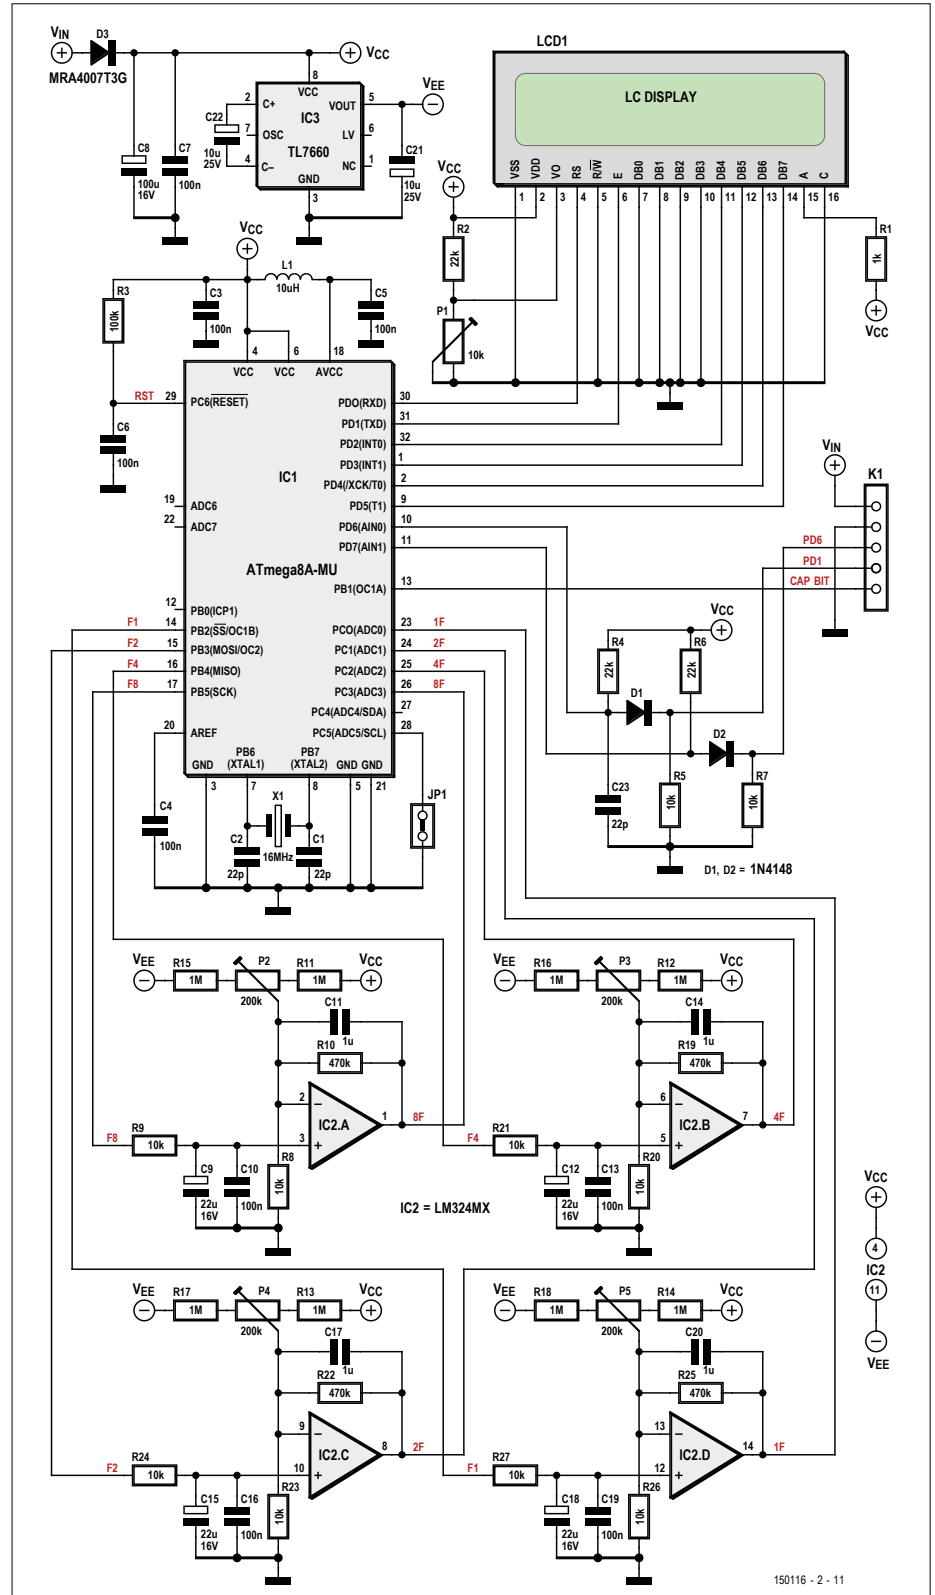 VIN
D3
MRA4007T3G
VCC
C8
100u
16V
C7
100n
C22
10u
25V
2
C+
7
OSC
4
C–
8
VCC
IC3
TL7660
GND
3
VOUT
5
LV
6
NC
1
VEE
C21
10u
25V
LCD1
LC DISPLAY
VSS
VDD
VO
RS
R/W
E
DB0
DB1
DB2
DB3
DB4
DB5
DB6
DB7
A
C
1
2
3
4
5
6
7
8
9
10
11
12
13
14
15
16
VCC
R2
22k
P1
10k
R1
1k
VCC
VCC
L1
10uH
R3
100k
C3
100n
C5
100n
4
6
18
VCC
VCC
AVCC
RST
29
PC6(RESET)
C6
100n
IC1
ATmega8A-MU
19
ADC6
22
ADC7
12
PB0(ICP1)
F1
14
PB2(SS/OC1B)
F2
15
PB3(MOSI/OC2)
F4
16
PB4(MISO)
F8
17
PB5(SCK)
20
AREF
PD0(RXD)
30
PD1(TXD)
31
PD2(INT0)
32
PD3(INT1)
1
PD4(/XCK/T0)
2
PD5(T1)
9
PD6(AIN0)
10
PD7(AIN1)
11
PB1(OC1A)
13
PC0(ADC0)
23
1F
PC1(ADC1)
24
2F
PC2(ADC2)
25
4F
PC3(ADC3)
26
8F
PC4(ADC4/SDA)
27
PC5(ADC5/SCL)
28
GND
PB6
(XTAL1)
PB7
(XTAL2)
GND
GND
3
7
8
5
21
C4
100n
X1
16MHz
C2
22p
C1
22p
JP1
VIN
K1
PD6
PD1
CAP BIT
VCC
R4
22k
R6
22k
D1
D2
R5
10k
R7
10k
C23
22p
D1, D2 = 1N4148
VEE
R15
1M
P2
200k
R11
1M
VCC
C11
1u
R10
470k
2
3
IC2.A
1
8F
F8
R9
10k
C9
22u
16V
C10
100n
R8
10k
VEE
R16
1M
P3
200k
R12
1M
VCC
C14
1u
R19
470k
6
5
IC2.B
7
4F
F4
R21
10k
C12
22u
16V
C13
100n
R20
10k
IC2 = LM324MX
VCC
4
IC2
11
VEE
VEE
R17
1M
P4
200k
R13
1M
VCC
C17
1u
R22
470k
9
10
IC2.C
8
2F
F2
R24
10k
C15
22u
16V
C16
100n
R23
10k
VEE
R18
1M
P5
200k
R14
1M
VCC
C20
1u
R25
470k
13
12
IC2.D
14
1F
F1
R27
10k
C18
22u
16V
C19
100n
R26
10k
150116 - 2 - 11